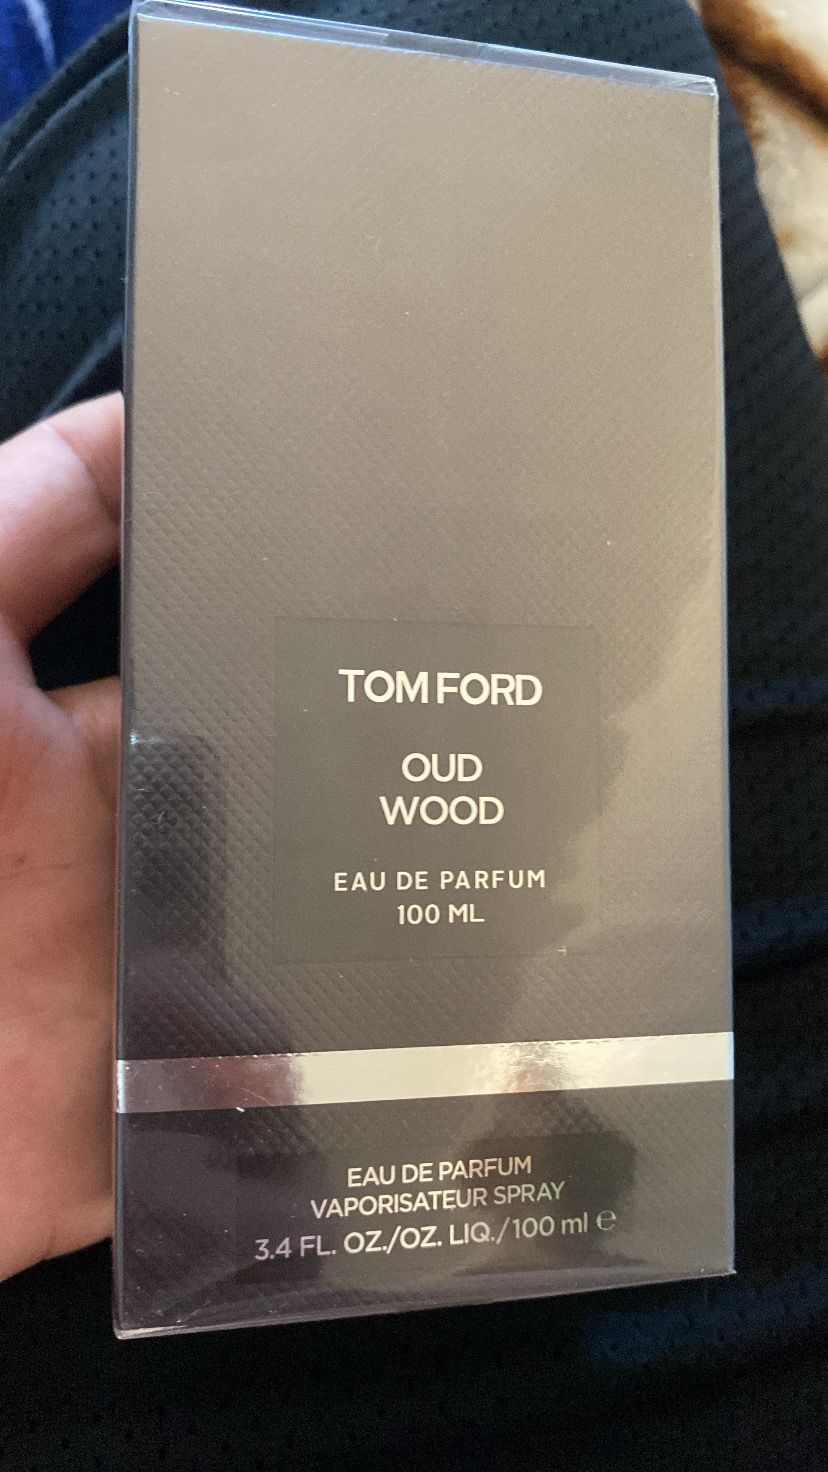 TOM FORD
OUD
WOOD
EAU DE PARFUM
100 ML
EAU DE PARFUM
VAPORISATEUR SPRAY
3.4 FL. OZ./OZ. LIQ./100 ml ℮